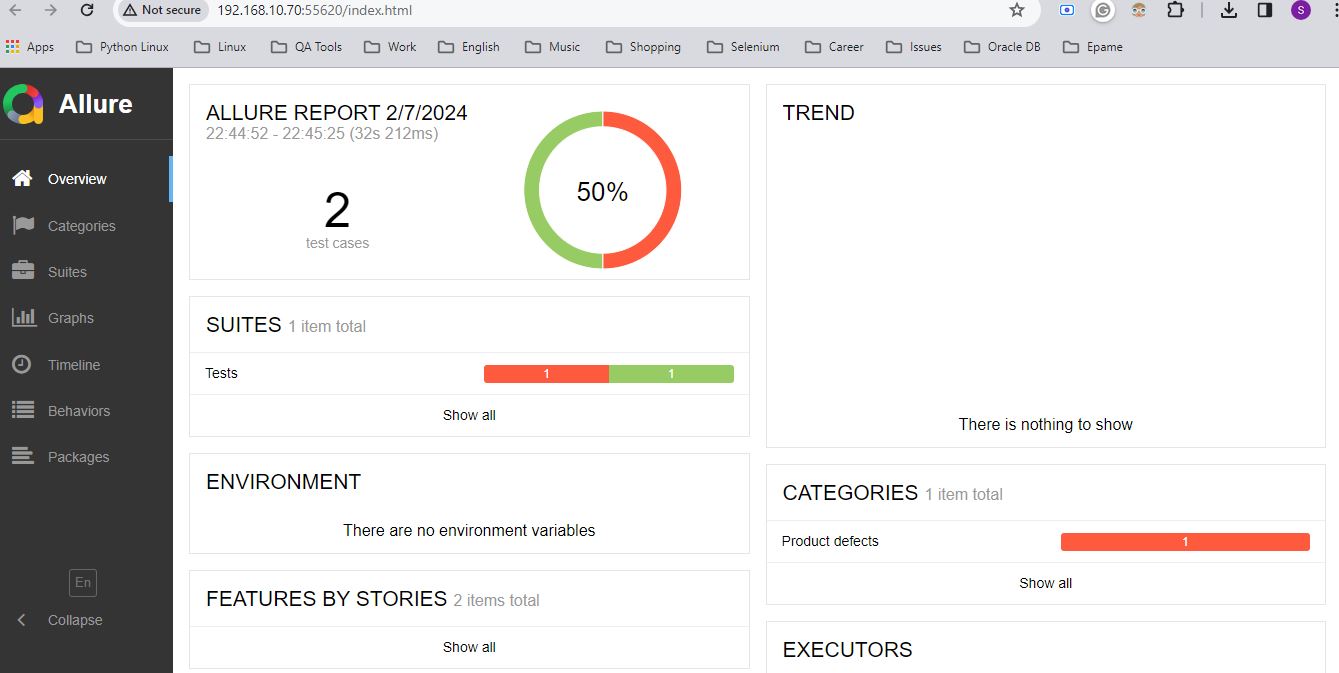 Not secure 192.168.10.70:55620/index.html S
Apps Python Linux Linux QA Tools Work English Music Shopping Selenium Career Issues Oracle DB Epame
Allure
Overview
Categories
Suites
Graphs
Timeline
Behaviors
Packages
En
Collapse
ALLURE REPORT 2/7/2024
22:44:52 - 22:45:25 (32s 212ms)
2
test cases
50%
SUITES 1 item total
Tests 1 1
Show all
ENVIRONMENT
There are no environment variables
FEATURES BY STORIES 2 items total
Show all
TREND
There is nothing to show
CATEGORIES 1 item total
Product defects 1
Show all
EXECUTORS